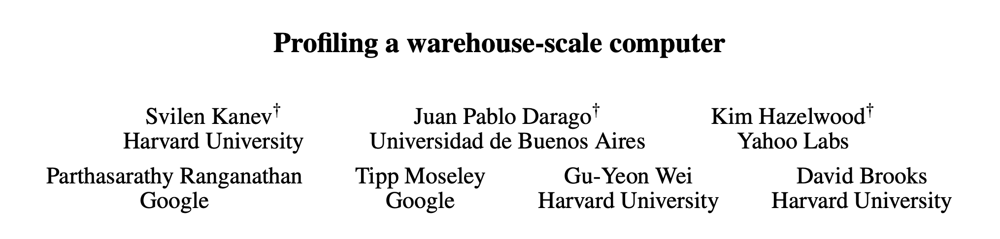 Profiling a warehouse-scale computer
Svilen Kanev† Juan Pablo Darago† Kim Hazelwood†
Harvard University Universidad de Buenos Aires Yahoo Labs
Parthasarathy Ranganathan Tipp Moseley Gu-Yeon Wei David Brooks
Google Google Harvard University Harvard University